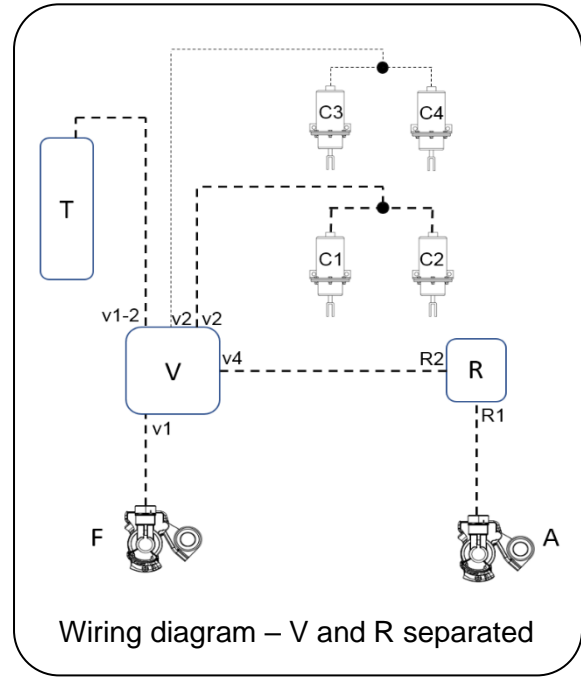 C3 C4
T
C1 C2
v1-2 v2 v2
V v4 R2 R
v1 R1
F A
Wiring diagram – V and R separated